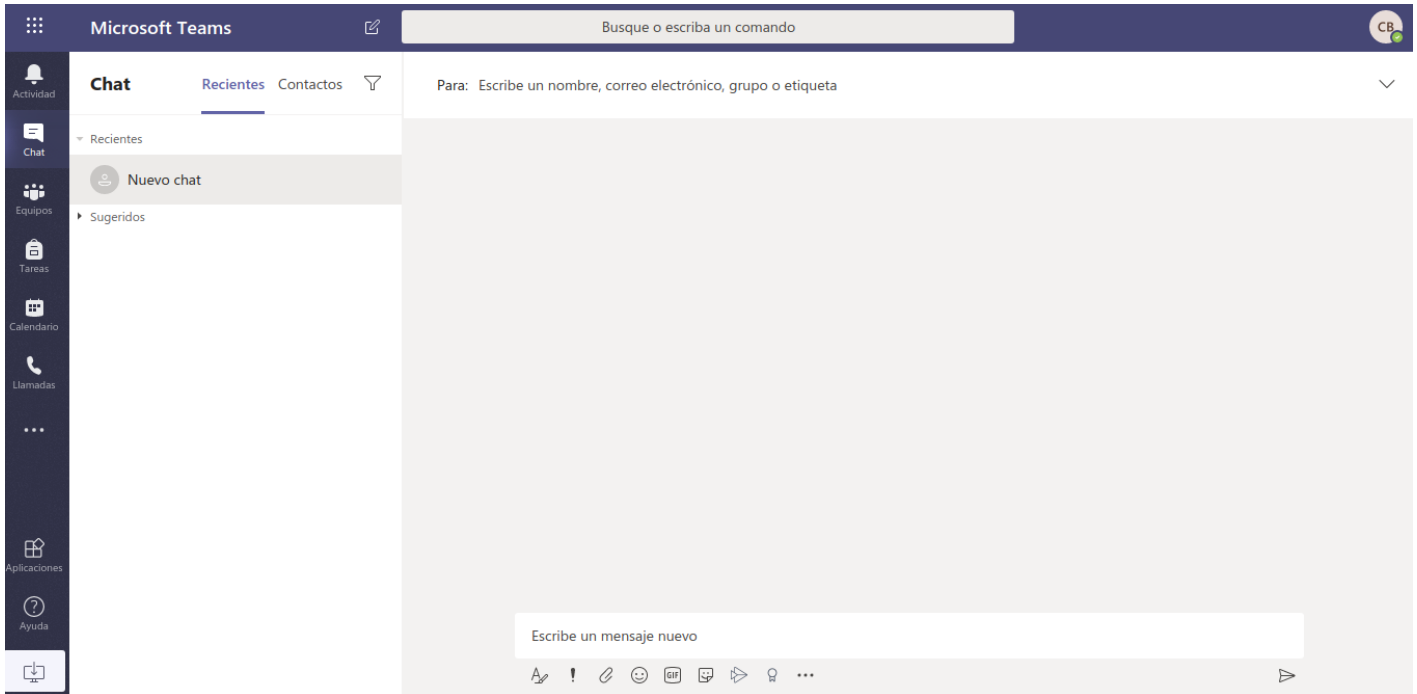 Microsoft Teams
Busque o escriba un comando
CB
Actividad
Chat
Equipos
Tareas
Calendario
Llamadas
Aplicaciones
Ayuda
Chat Recientes Contactos
Recientes
Nuevo chat
Sugeridos
Para: Escribe un nombre, correo electrónico, grupo o etiqueta
Escribe un mensaje nuevo
GIF